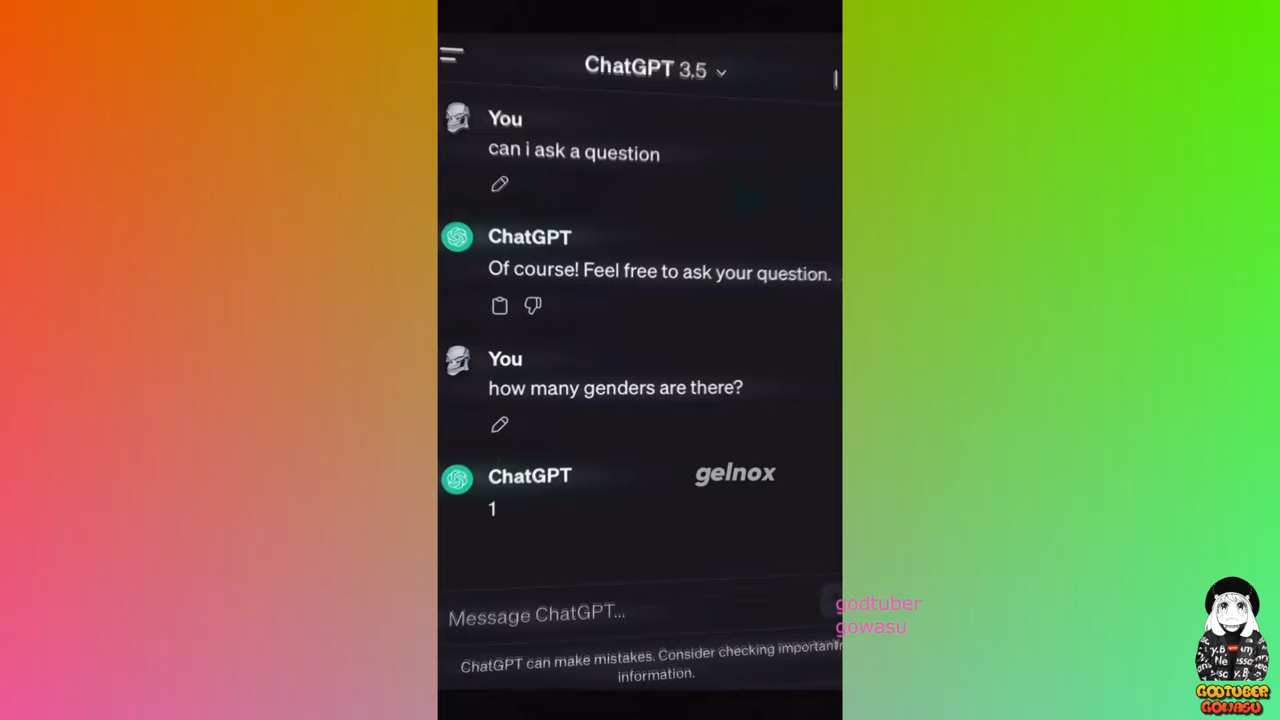 ChatGPT 3.5
You
can i ask a question
ChatGPT
Of course! Feel free to ask your question.
You
how many genders are there?
ChatGPT
gelnox
1
Message ChatGPT...
godtuber
gowasu
ChatGPT can make mistakes. Consider checking important
information.
GODTUBER
GOWASU